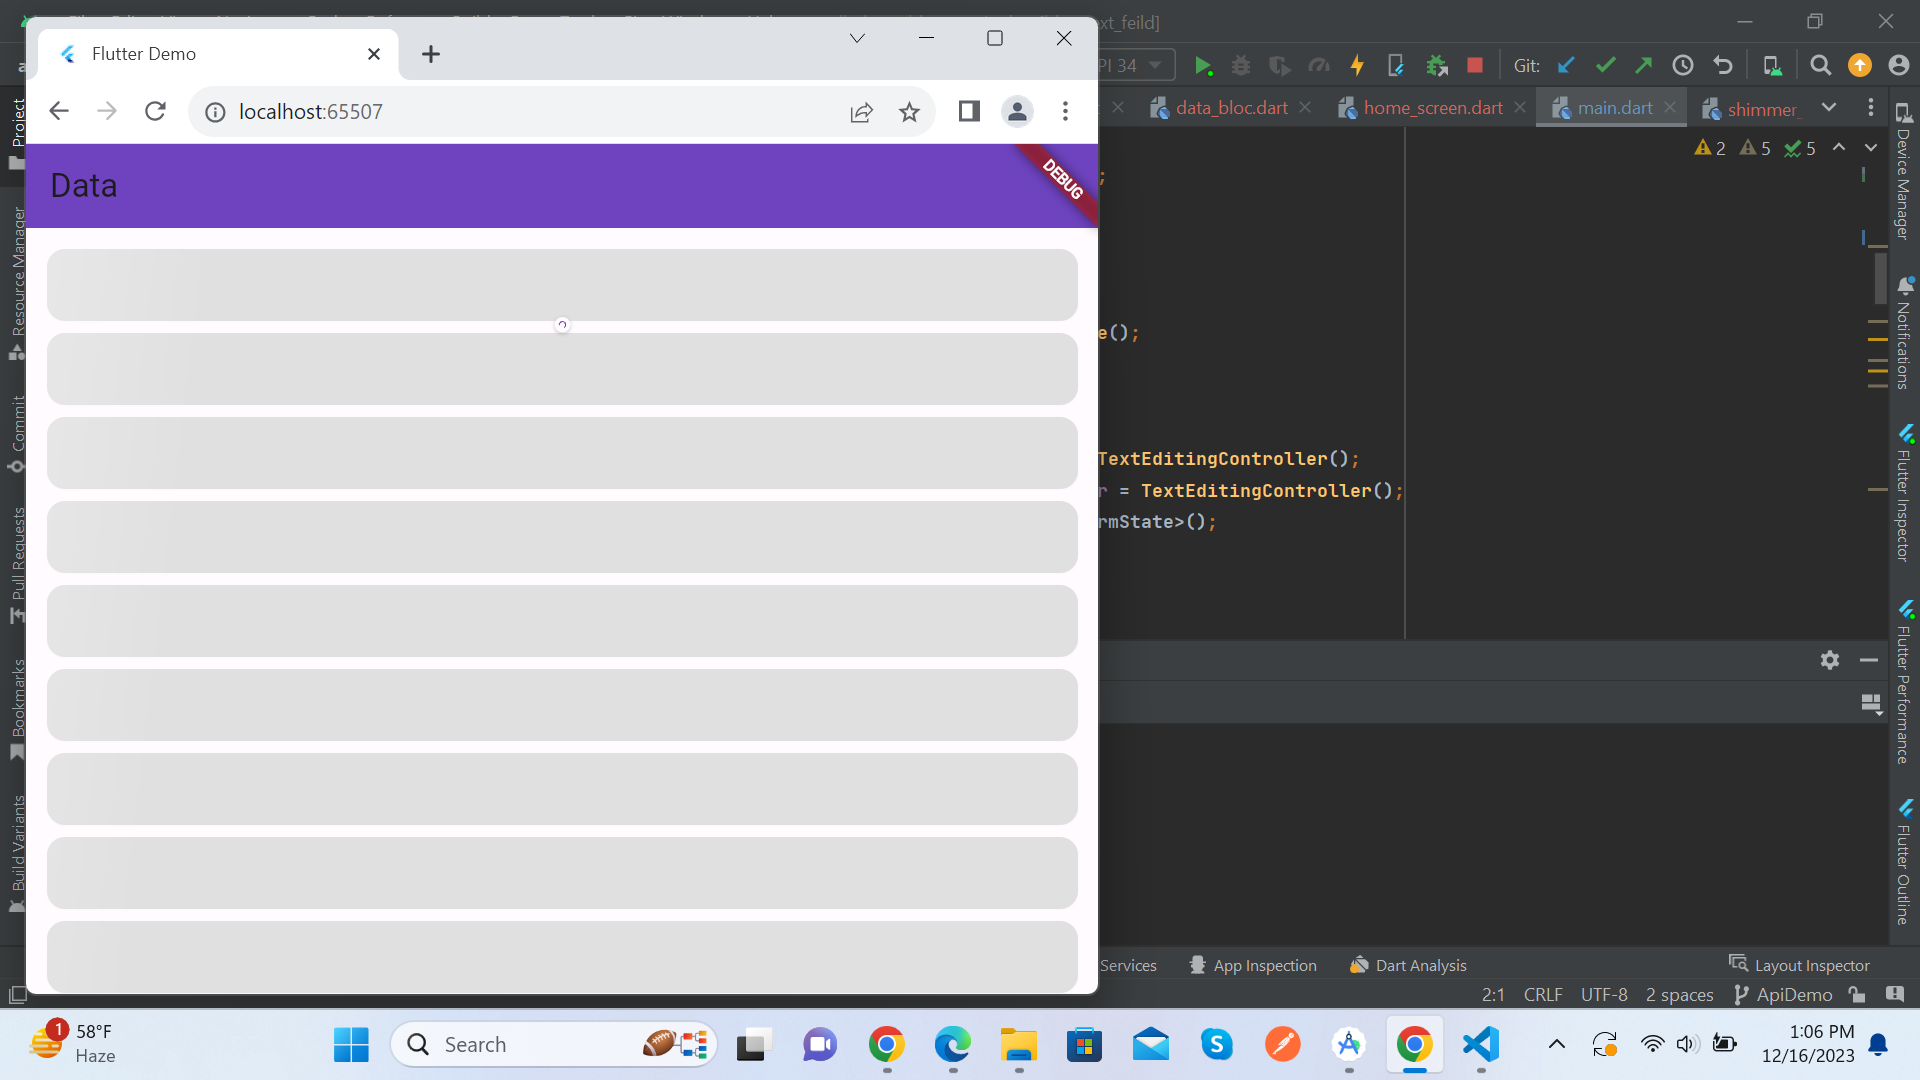 Flutter Demo
ext_feild]
localhost:65507
PI 34
Git:
data_bloc.dart
home_screen.dart
main.dart
shimmer_
2
5
5
Data
DEBUG
;
e();
TextEditingController();
r = TextEditingController();
rmState>();
Project
Resource Manager
Commit
Pull Requests
Bookmarks
Build Variants
Device Manager
Notifications
Flutter Inspector
Flutter Performance
Flutter Outline
Services
App Inspection
Dart Analysis
Layout Inspector
2:1
CRLF
UTF-8
2 spaces
ApiDemo
1
58°F
Haze
Search
1:06 PM
12/16/2023